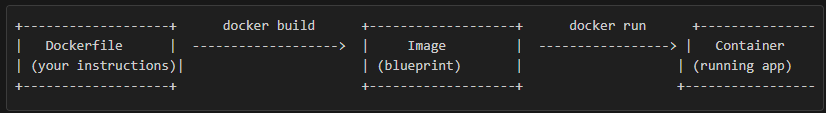 +-------------------+      docker build      +-------------------+      docker run      +---------------
|   Dockerfile      |  ------------------->  |     Image         |  -----------------> |   Container
| (your instructions)|                       | (blueprint)       |                    | (running app)
+-------------------+                        +-------------------+                    +-----------------